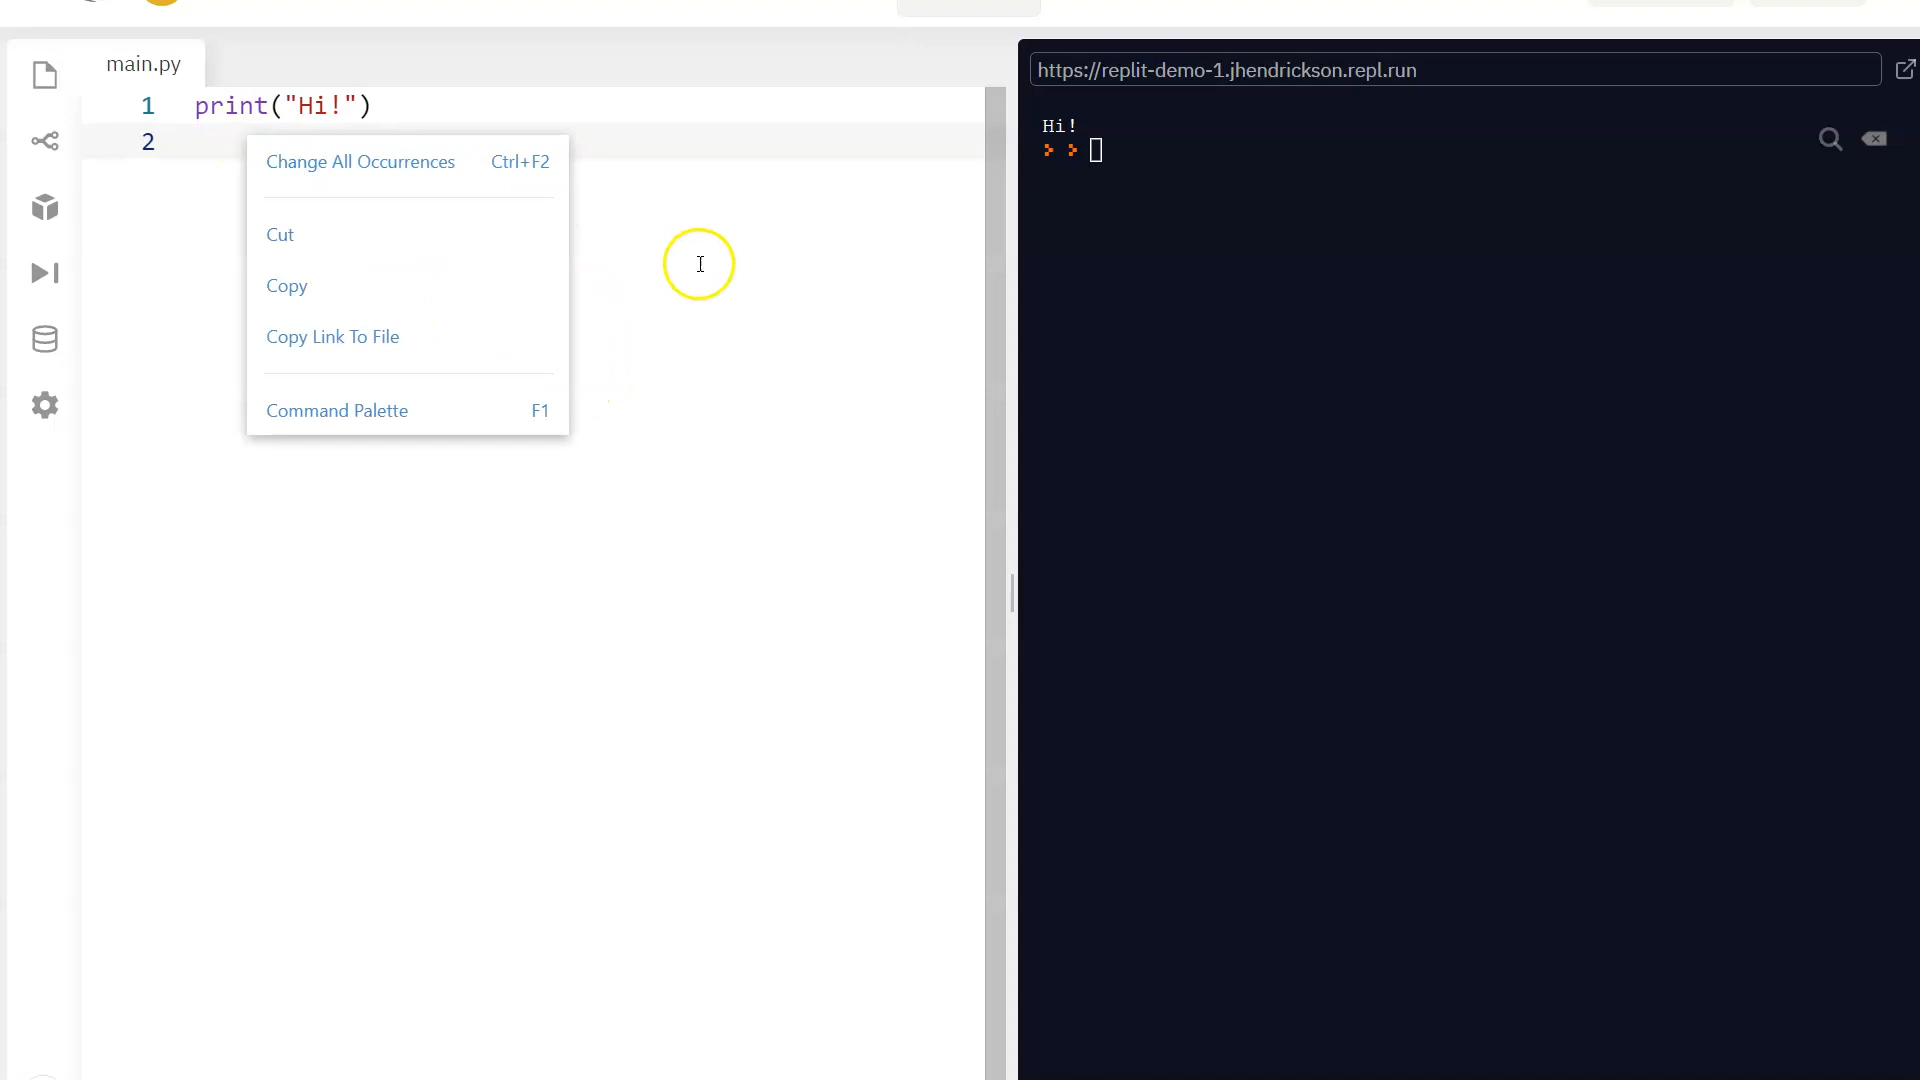 main.py
1 print("Hi!")
2
Change All Occurrences Ctrl+F2
Cut
Copy
Copy Link To File
Command Palette F1
https://replit-demo-1.jhendrickson.repl.run
Hi!